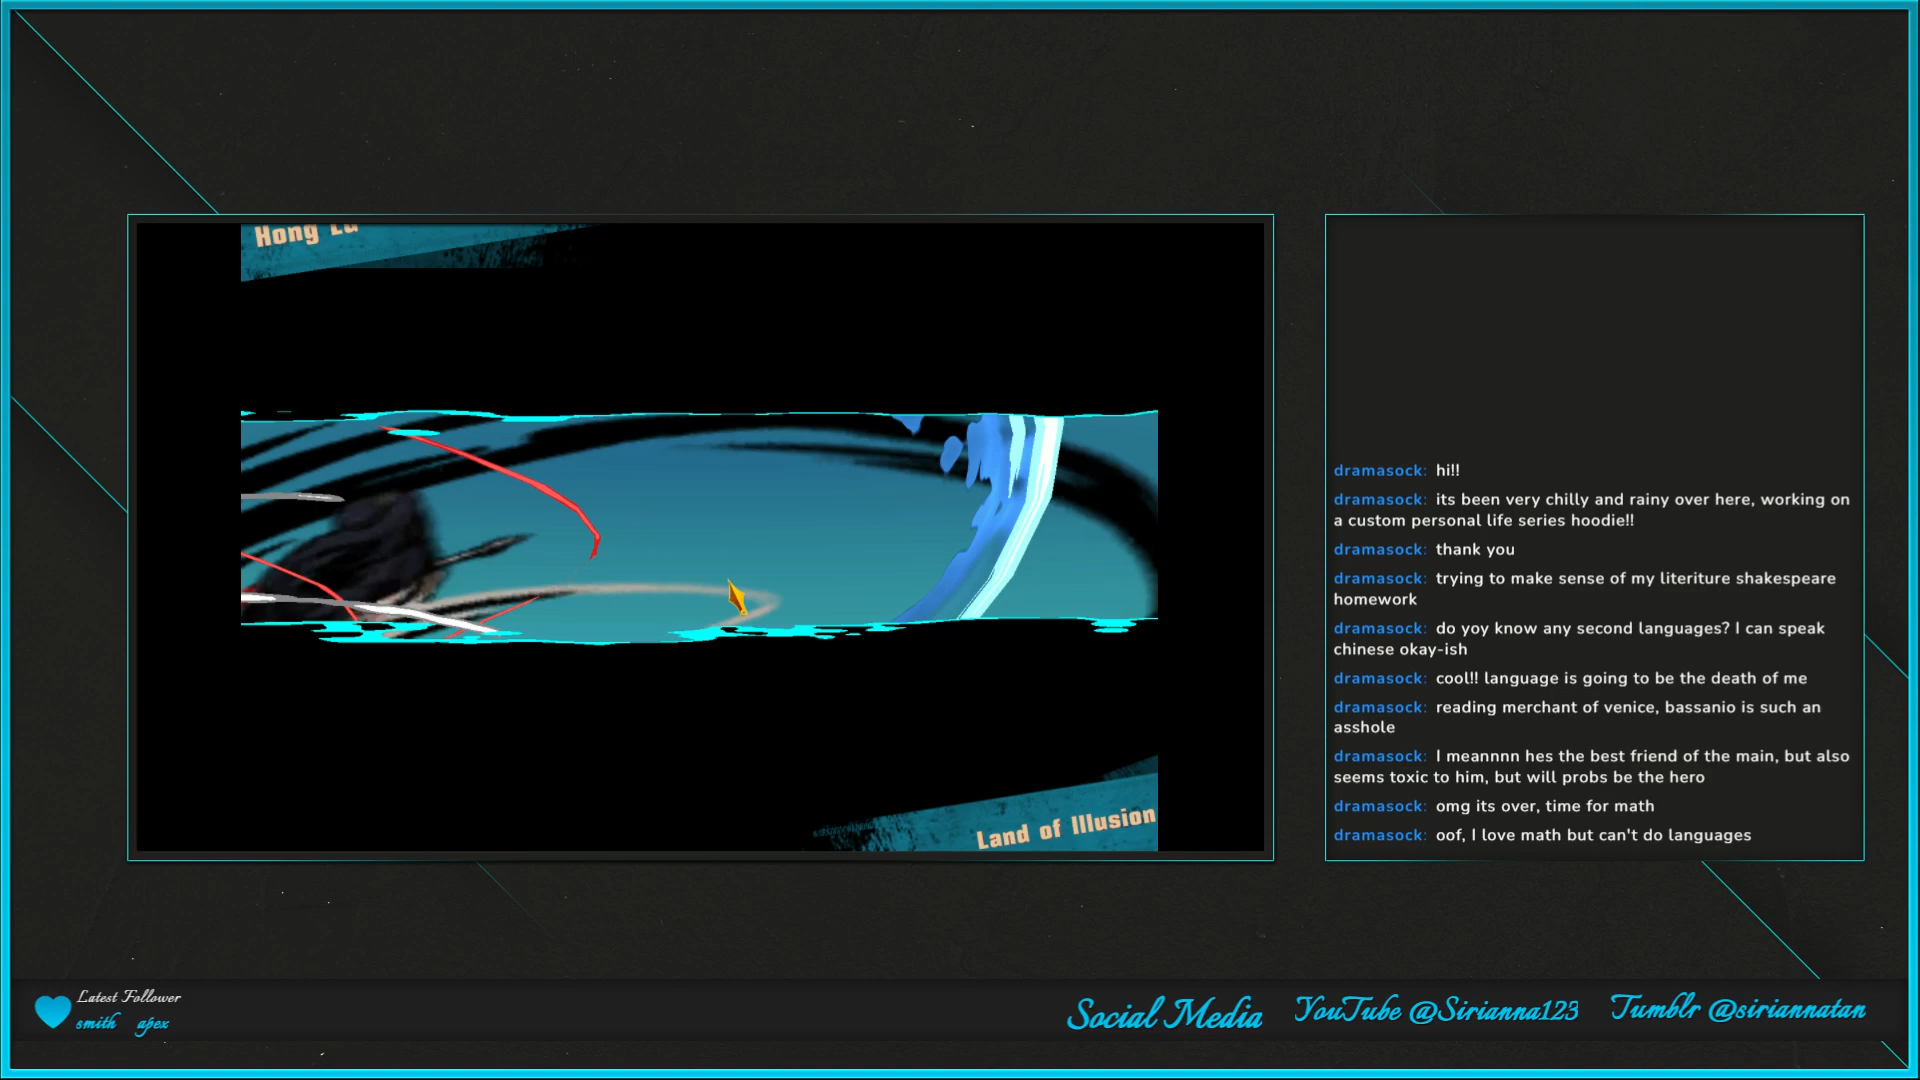 Hong Lu
Land of Illusion
dramasock: hi!!
dramasock: its been very chilly and rainy over here, working on
a custom personal life series hoodie!!
dramasock: thank you
dramasock: trying to make sense of my literiture shakespeare
homework
dramasock: do yoy know any second languages? I can speak
chinese okay-ish
dramasock: cool!! language is going to be the death of me
dramasock: reading merchant of venice, bassanio is such an
asshole
dramasock: I meannnn hes the best friend of the main, but also
seems toxic to him, but will probs be the hero
dramasock: omg its over, time for math
dramasock: oof, I love math but can't do languages
Latest Follower
smith apex
Social Media YouTube @Sirianna123 Tumblr @siriannatan